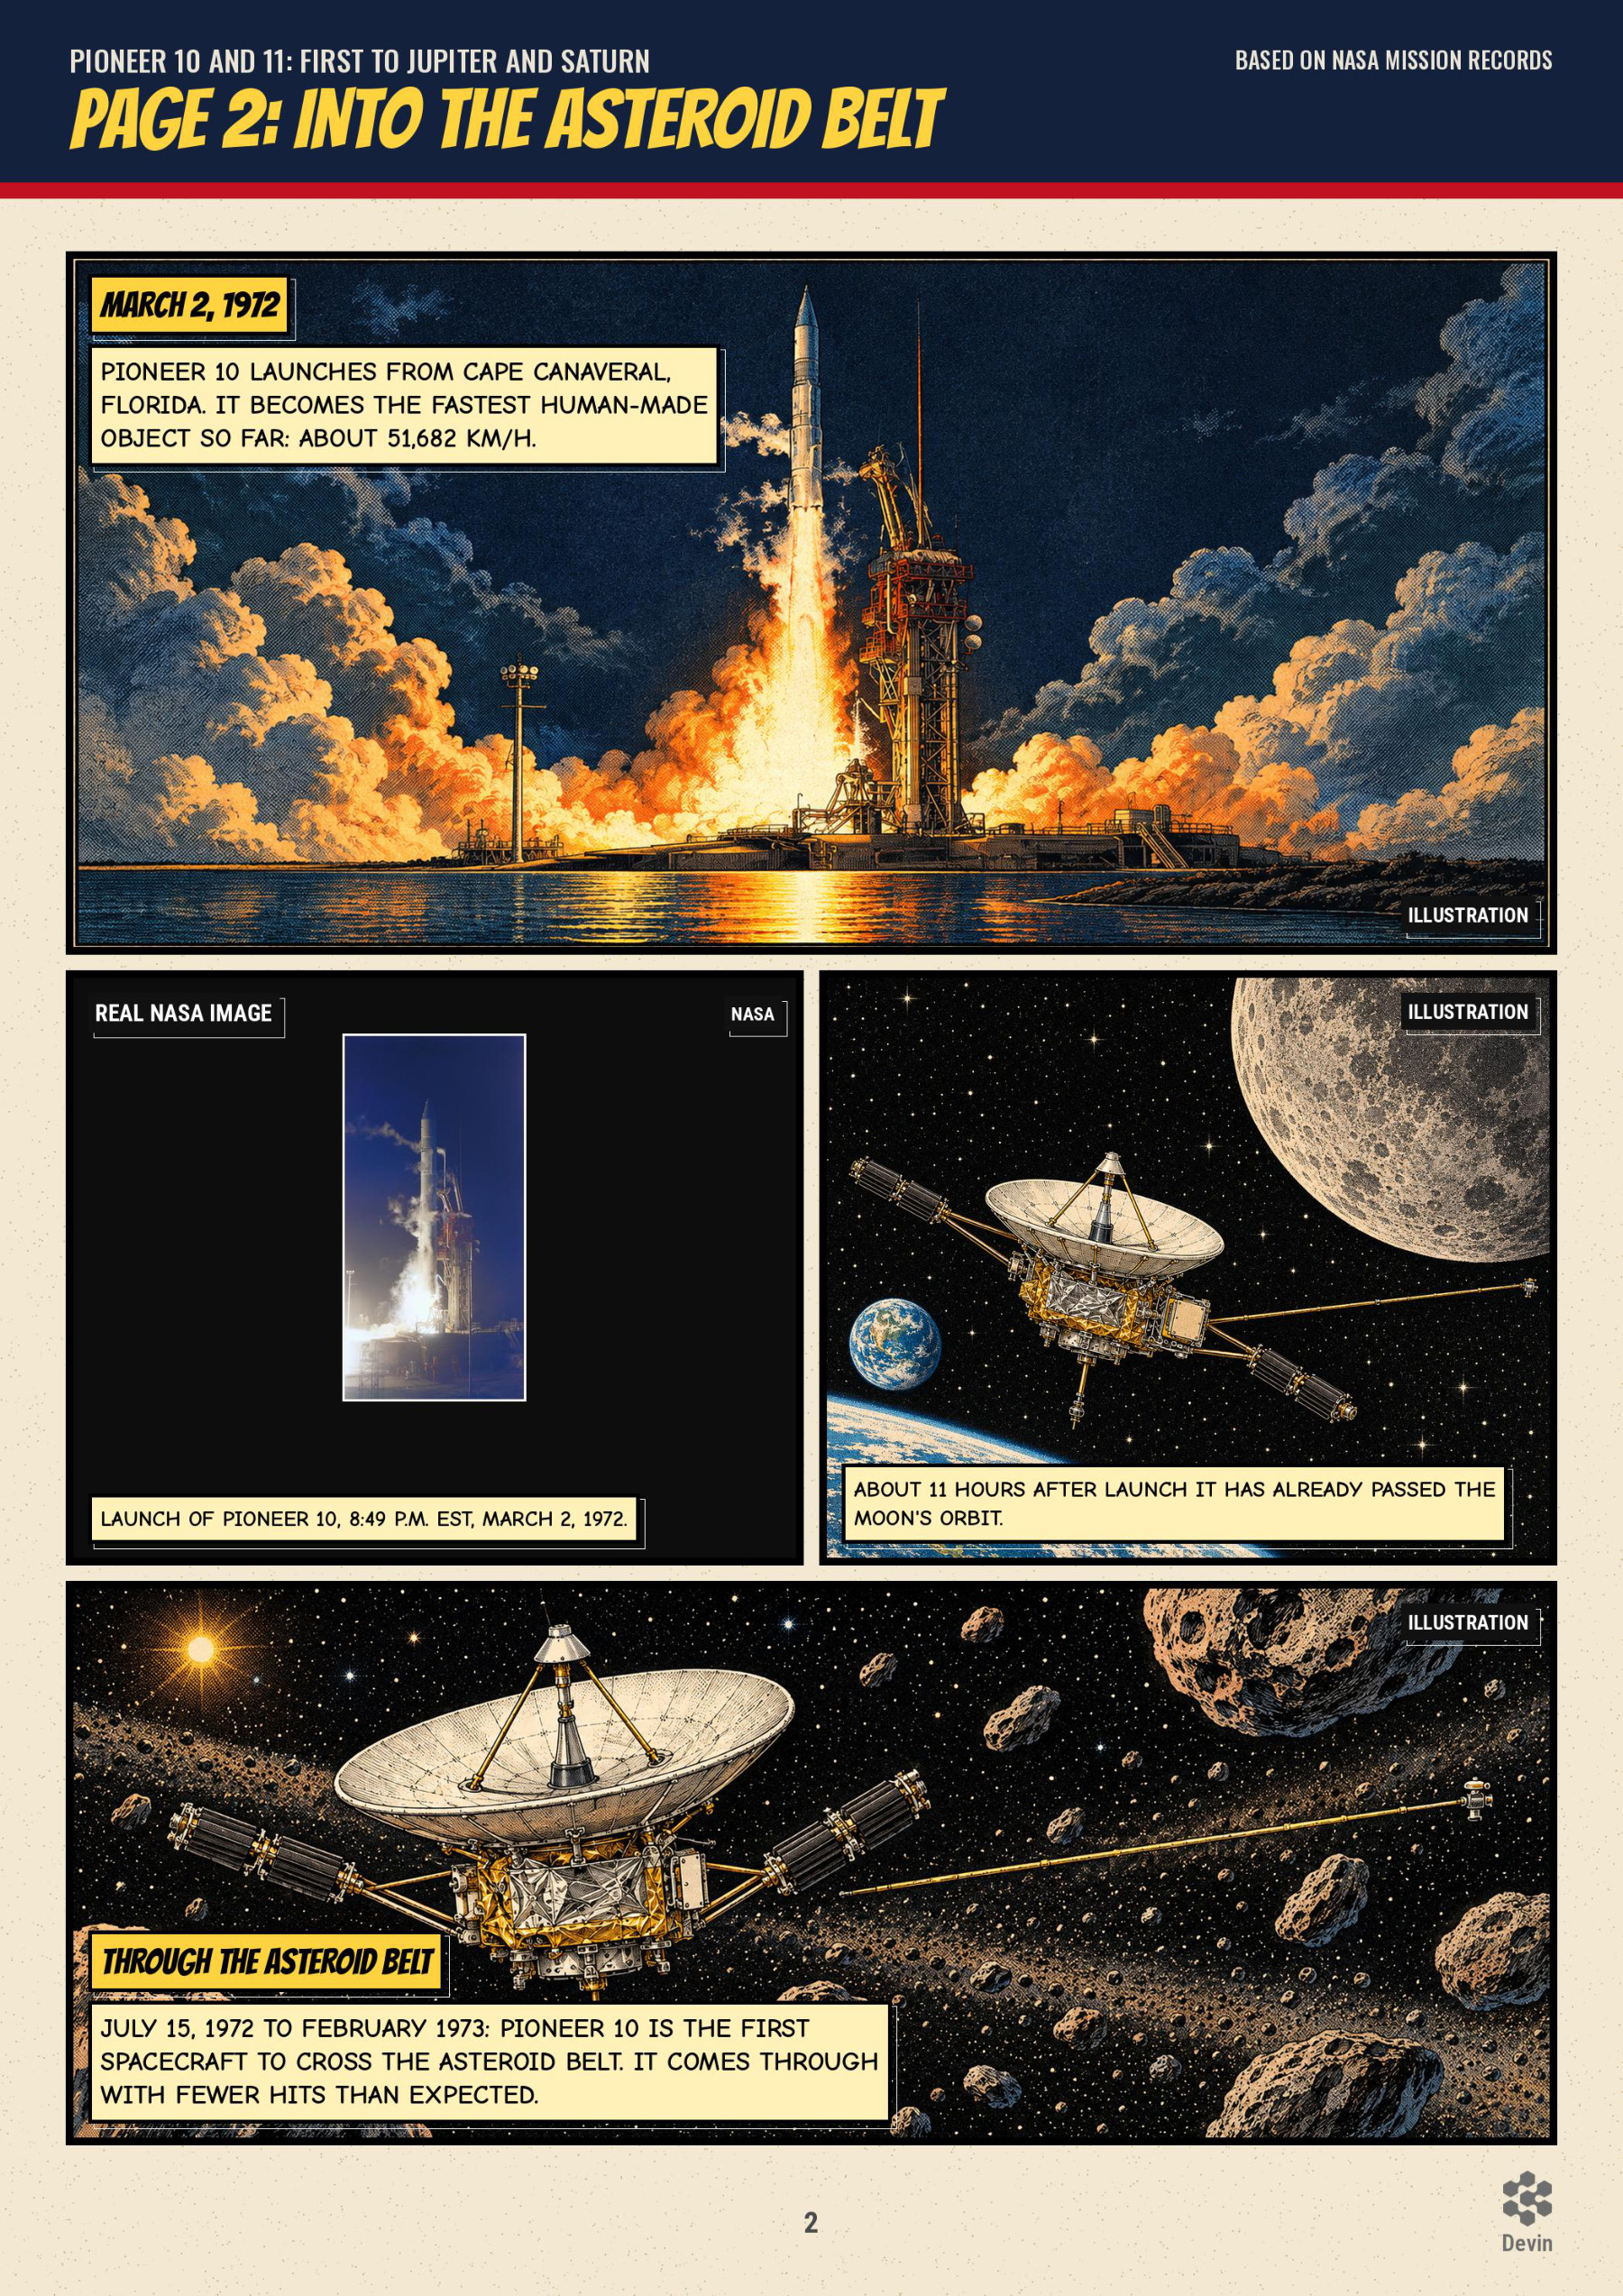 PIONEER 10 AND 11: FIRST TO JUPITER AND SATURN
BASED ON NASA MISSION RECORDS
PAGE 2: INTO THE ASTEROID BELT
MARCH 2, 1972
PIONEER 10 LAUNCHES FROM CAPE CANAVERAL,
FLORIDA. IT BECOMES THE FASTEST HUMAN-MADE
OBJECT SO FAR: ABOUT 51,682 KM/H.
ILLUSTRATION
REAL NASA IMAGE
NASA
LAUNCH OF PIONEER 10, 8:49 P.M. EST, MARCH 2, 1972.
ILLUSTRATION
ABOUT 11 HOURS AFTER LAUNCH IT HAS ALREADY PASSED THE
MOON'S ORBIT.
ILLUSTRATION
THROUGH THE ASTEROID BELT
JULY 15, 1972 TO FEBRUARY 1973: PIONEER 10 IS THE FIRST
SPACECRAFT TO CROSS THE ASTEROID BELT. IT COMES THROUGH
WITH FEWER HITS THAN EXPECTED.
2
Devin